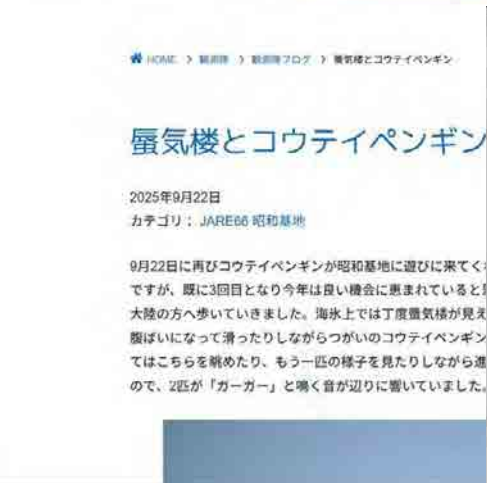 HOME > 観測隊 > 観測隊ブログ > 蜃気楼とコウテイペンギン
蜃気楼とコウテイペンギン
2025年9月22日
カテゴリ： JARE66 昭和基地
9月22日に再びコウテイペンギンが昭和基地に遊びに来てく
ですが、既に3回目となり今年は良い機会に恵まれていると
大陸の方へ歩いていきました。海氷上では丁度蜃気楼が見え
腹ばいになって滑ったりしながらつがいのコウテイペンギン
てはこちらを眺めたり、もう一匹の様子を見たりしながら進
ので、2匹が「ガーガー」と鳴く音が辺りに響いていました。